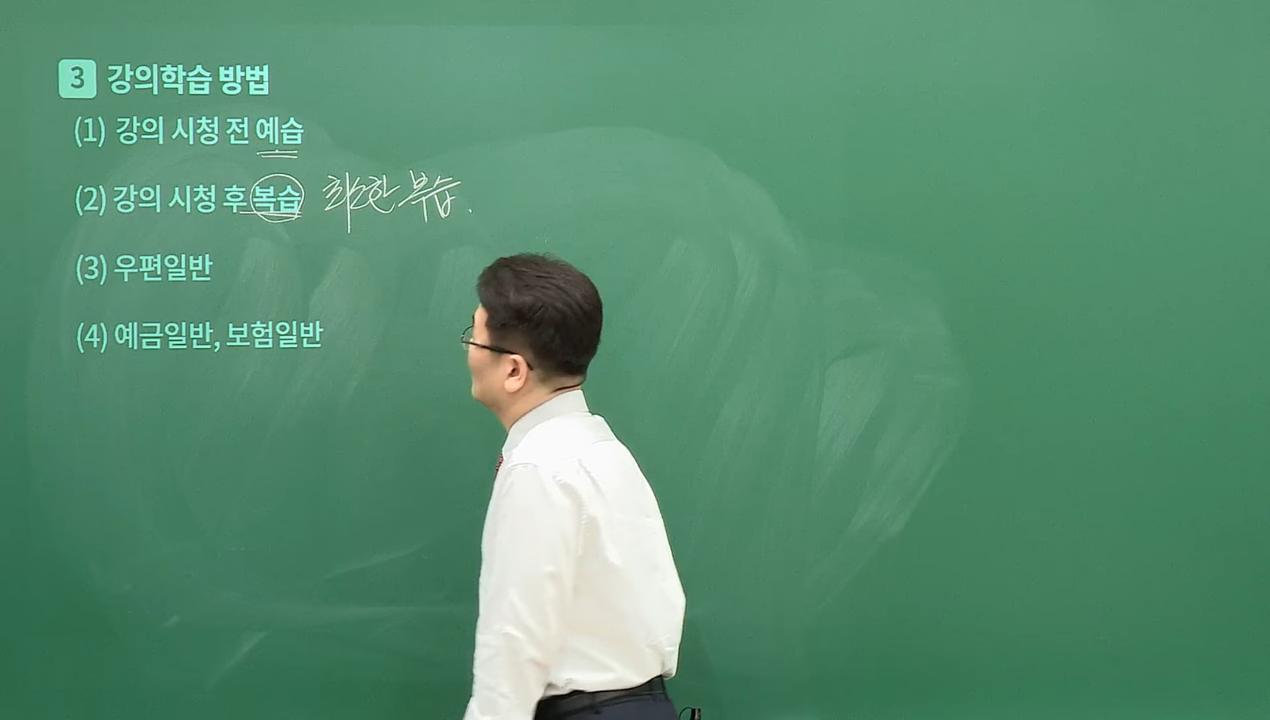 3 강의학습 방법
(1) 강의 시청 전 예습
(2) 강의 시청 후 복습 최소한 복습.
(3) 우편일반
(4) 예금일반, 보험일반